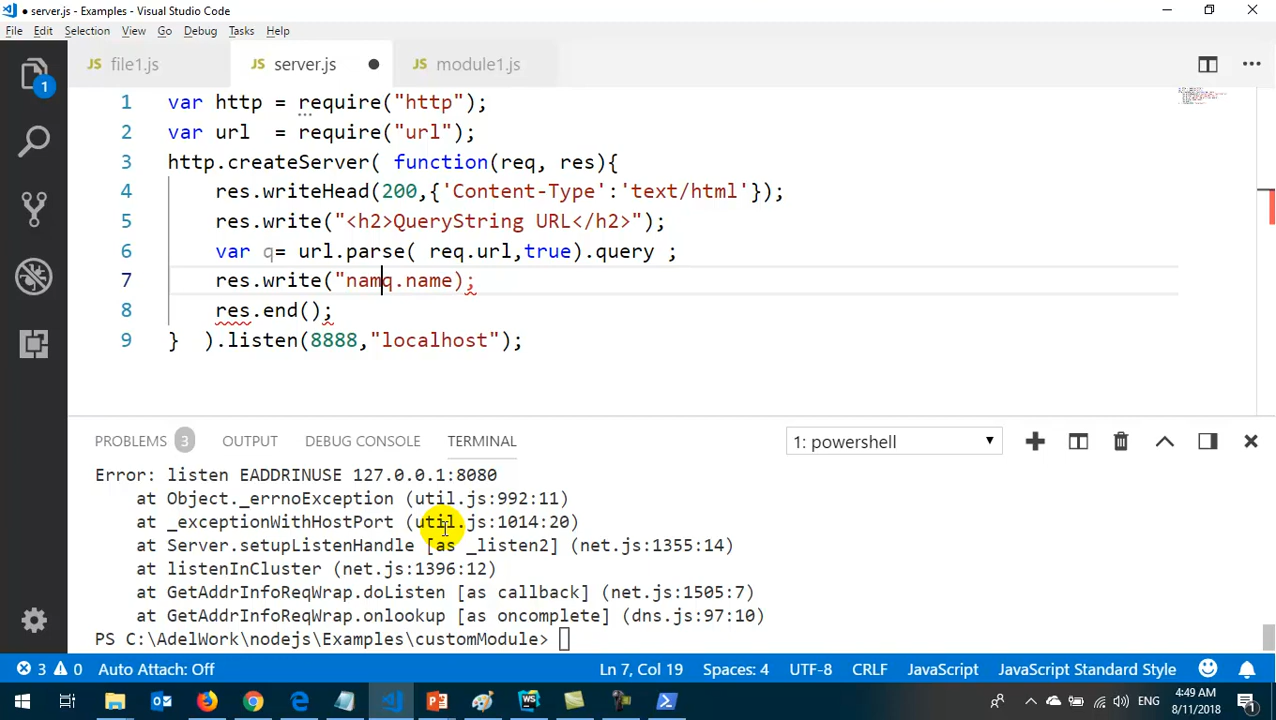 ● server.js - Examples - Visual Studio Code
File Edit Selection View Go Debug Tasks Help
JS file1.js JS server.js ● JS module1.js
1 var http = require("http");
2 var url  = require("url");
3 http.createServer( function(req, res){
4     res.writeHead(200,{'Content-Type':'text/html'});
5     res.write("<h2>QueryString URL</h2>");
6     var q= url.parse( req.url,true).query ;
7     res.write("namq.name);
8     res.end();
9 }  ).listen(8888,"localhost");
1
PROBLEMS 3 OUTPUT DEBUG CONSOLE TERMINAL 1: powershell
Error: listen EADDRINUSE 127.0.0.1:8080
    at Object._errnoException (util.js:992:11)
    at _exceptionWithHostPort (util.js:1014:20)
    at Server.setupListenHandle [as _listen2] (net.js:1355:14)
    at listenInCluster (net.js:1396:12)
    at GetAddrInfoReqWrap.doListen [as callback] (net.js:1505:7)
    at GetAddrInfoReqWrap.onlookup [as oncomplete] (dns.js:97:10)
PS C:\AdelWork\nodejs\Examples\customModule>
3 0 Auto Attach: Off Ln 7, Col 19 Spaces: 4 UTF-8 CRLF JavaScript JavaScript Standard Style
ENG 4:49 AM
8/11/2018 1